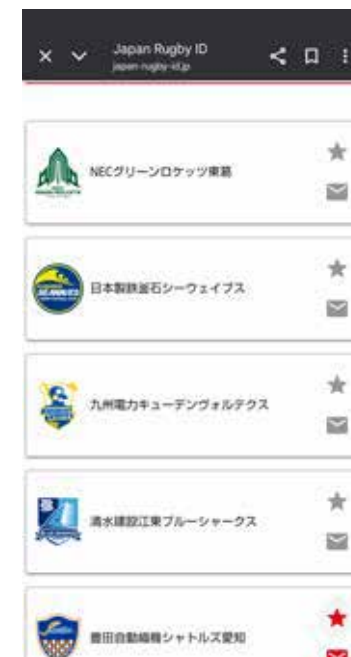 Japan Rugby ID
japan-rugby-id.jp
NECグリーンロケッツ東葛
日本製鉄釜石シーウェイブス
九州電力キューデンヴォルテクス
清水建設江東ブルーシャークス
豊田自動織機シャトルズ愛知